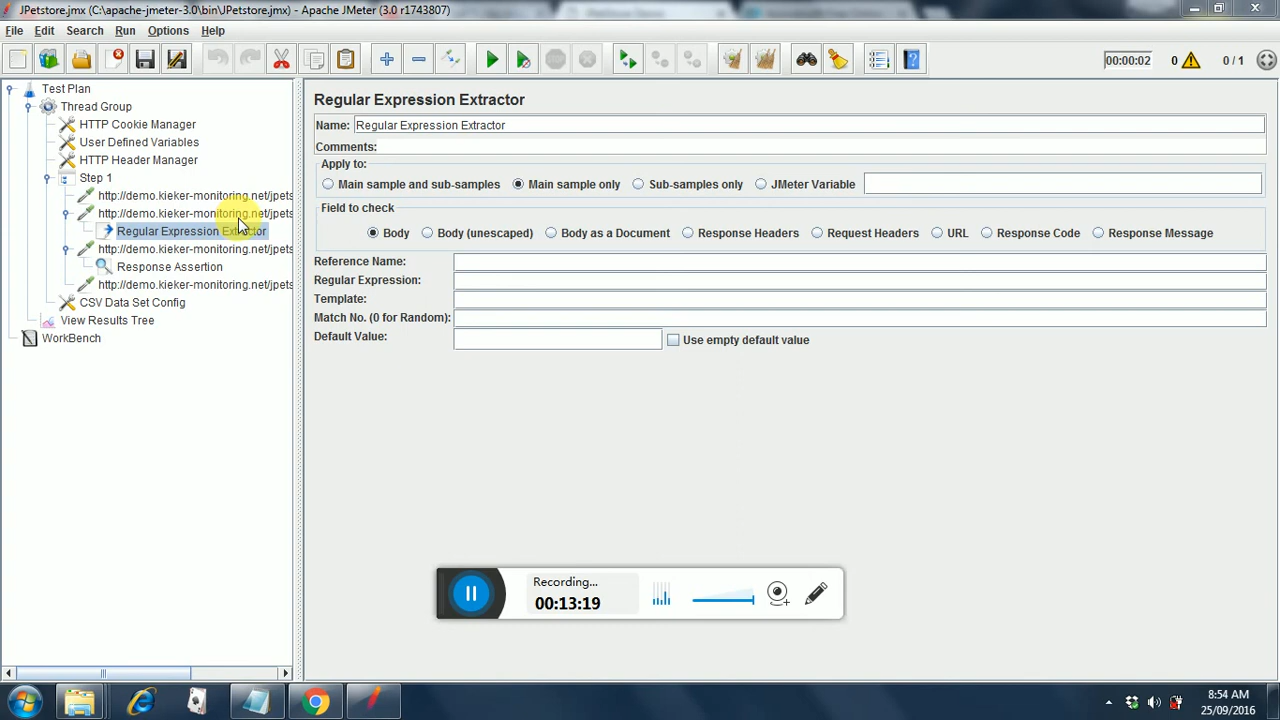 JPetstore.jmx (C:\apache-jmeter-3.0\bin\JPetstore.jmx) - Apache JMeter (3.0 r1743807)
File Edit Search Run Options Help
00:00:02 0 0 / 1
Test Plan
Thread Group
HTTP Cookie Manager
User Defined Variables
HTTP Header Manager
Step 1
http://demo.kieker-monitoring.net/jpets
http://demo.kieker-monitoring.net/jpets
Regular Expression Extractor
http://demo.kieker-monitoring.net/jpets
Response Assertion
http://demo.kieker-monitoring.net/jpets
CSV Data Set Config
View Results Tree
WorkBench
Regular Expression Extractor
Name: Regular Expression Extractor
Comments:
Apply to:
Main sample and sub-samples Main sample only Sub-samples only JMeter Variable
Field to check
Body Body (unescaped) Body as a Document Response Headers Request Headers URL Response Code Response Message
Reference Name:
Regular Expression:
Template:
Match No. (0 for Random):
Default Value: Use empty default value
Recording...
00:13:19
8:54 AM
25/09/2016